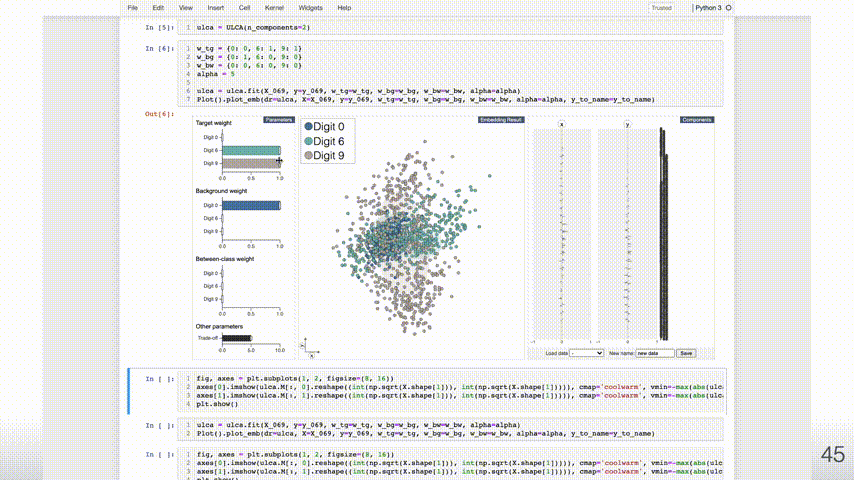 File Edit View Insert Cell Kernel Widgets Help Trusted Python 3
In [5]: 1 ulca = ULCA(n_components=2)
In [6]: 1 w_tg = {0: 0, 6: 1, 9: 1}
2 w_bg = {0: 1, 6: 0, 9: 0}
3 w_bw = {0: 0, 6: 0, 9: 0}
4 alpha = 5
5
6 ulca = ulca.fit(X_069, y=y_069, w_tg=w_tg, w_bg=w_bg, w_bw=w_bw, alpha=alpha)
7 Plot().plot_emb(dr=ulca, X=X_069, y=y_069, w_tg=w_tg, w_bg=w_bg, w_bw=w_bw, alpha=alpha, y_to_name=y_to_name)
Out[6]:
Parameters
Target weight
Digit 0
Digit 6
Digit 9
0.0 0.5 1.0
Background weight
Digit 0
Digit 6
Digit 9
0.0 0.5 1.0
Between-class weight
Digit 0
Digit 6
Digit 9
0.0 0.5 1.0
Other parameters
Trade-off
0.0 0.5 1.0
Embedding Result
Digit 0
Digit 6
Digit 9
Components
x y
Load data: - New name: new data Save
In [ ]: 1 fig, axes = plt.subplots(1, 2, figsize=(8, 16))
2 axes[0].imshow(ulca.M[:, 0].reshape((int(np.sqrt(X.shape[1])), int(np.sqrt(X.shape[1])))), cmap='coolwarm', vmin=-max(abs(ulc
3 axes[1].imshow(ulca.M[:, 1].reshape((int(np.sqrt(X.shape[1])), int(np.sqrt(X.shape[1])))), cmap='coolwarm', vmin=-max(abs(ulc
4 plt.show()
In [ ]: 1 ulca = ulca.fit(X_069, y=y_069, w_tg=w_tg, w_bg=w_bg, w_bw=w_bw, alpha=alpha)
2 Plot().plot_emb(dr=ulca, X=X_069, y=y_069, w_tg=w_tg, w_bg=w_bg, w_bw=w_bw, alpha=alpha, y_to_name=y_to_name)
In [ ]: 1 fig, axes = plt.subplots(1, 2, figsize=(8, 16))
2 axes[0].imshow(ulca.M[:, 0].reshape((int(np.sqrt(X.shape[1])), int(np.sqrt(X.shape[1])))), cmap='coolwarm', vmin=-max(abs(ulc
3 axes[1].imshow(ulca.M[:, 1].reshape((int(np.sqrt(X.shape[1])), int(np.sqrt(X.shape[1])))), cmap='coolwarm', vmin=-max(abs(ulc
45